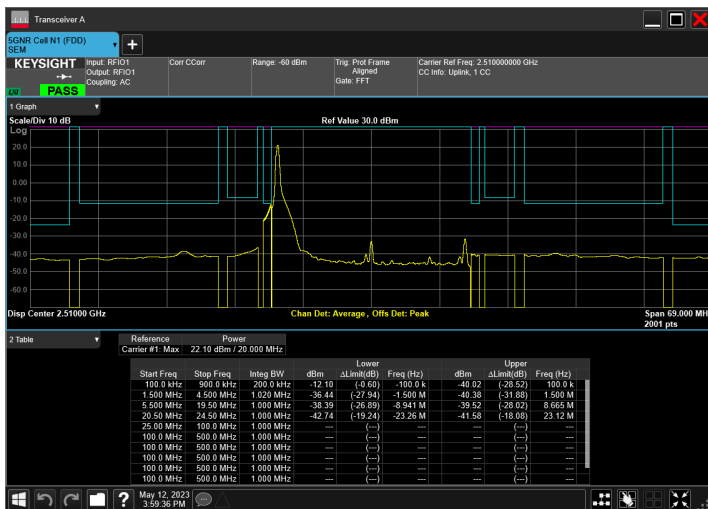 Transceiver A
5GNR Cell N1 (FDD)
SEM
KEYSIGHT Input: RFIO1 Corr CCorr Range: -60 dBm Trig: Prot Frame Carrier Ref Freq: 2.510000000 GHz
Output: RFIO1 Aligned CC Info: Uplink, 1 CC
Coupling: AC Gate: FFT
PASS
1 Graph
Scale/Div 10 dB Ref Value 30.0 dBm
Log
20.0
10.0
0.00
-10.0
-20.0
-30.0
-40.0
-50.0
-60.0
Disp Center 2.51000 GHz Chan Det: Average, Offs Det: Peak Span 69.000 MHz
2001 pts
2 Table
Reference Power
Carrier #1: Max 22.10 dBm / 20.000 MHz
Lower Upper
Start Freq Stop Freq Integ BW dBm ΔLimit(dB) Freq (Hz) dBm ΔLimit(dB) Freq (Hz)
100.0 kHz 900.0 kHz 200.0 kHz -12.10 (-0.60) -100.0 k -40.02 (-28.52) 100.0 k
1.500 MHz 4.500 MHz 1.020 MHz -36.44 (-27.94) -1.500 M -40.38 (-31.88) 1.500 M
5.500 MHz 19.50 MHz 1.000 MHz -38.39 (-26.89) -8.941 M -39.52 (-28.02) 8.665 M
20.50 MHz 24.50 MHz 1.000 MHz -42.74 (-19.24) -23.26 M -41.58 (-18.08) 23.12 M
25.00 MHz 100.0 MHz 1.000 MHz --- (---) --- --- (---) ---
100.0 MHz 500.0 MHz 1.000 MHz --- (---) --- --- (---) ---
100.0 MHz 500.0 MHz 1.000 MHz --- (---) --- --- (---) ---
100.0 MHz 500.0 MHz 1.000 MHz --- (---) --- --- (---) ---
100.0 MHz 500.0 MHz 1.000 MHz --- (---) --- --- (---) ---
100.0 MHz 500.0 MHz 1.000 MHz --- (---) --- --- (---) ---
May 12, 2023
3:59:36 PM